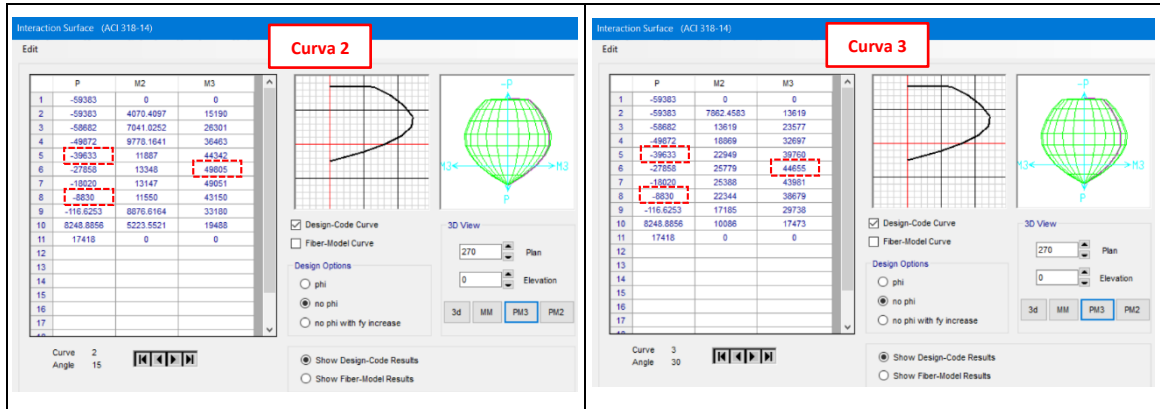 Interaction Surface (ACI 318-14)
Edit
Curva 2
P M2 M3
1 -59383 0 0
2 -59383 4070.4097 15190
3 -58682 7041.0252 26301
4 -49872 9778.1641 36463
5 -39633 11887 44342
6 -27858 13348 49805
7 -18020 13147 49051
8 -8830 11550 43150
9 -116.6253 8876.6164 33180
10 8248.8856 5223.5521 19488
11 17418 0 0
12
13
14
15
16
17
-P
M3
M3
P
Design-Code Curve
Fiber-Model Curve
Design Options
phi
no phi
no phi with fy increase
3D View
270 Plan
0 Elevation
3d MM PM3 PM2
Curve 2
Angle 15
Show Design-Code Results
Show Fiber-Model Results
Interaction Surface (ACI 318-14)
Edit
Curva 3
P M2 M3
1 -59383 0 0
2 -59383 7862.4583 13619
3 -58682 13619 23577
4 -49872 18869 32697
5 -39633 22949 39760
6 -27858 25779 44655
7 -18020 25388 43981
8 -8830 22344 38679
9 -116.6253 17185 29738
10 8248.8856 10086 17473
11 17418 0 0
12
13
14
15
16
17
-P
M3
M3
P
Design-Code Curve
Fiber-Model Curve
Design Options
phi
no phi
no phi with fy increase
3D View
270 Plan
0 Elevation
3d MM PM3 PM2
Curve 3
Angle 30
Show Design-Code Results
Show Fiber-Model Results